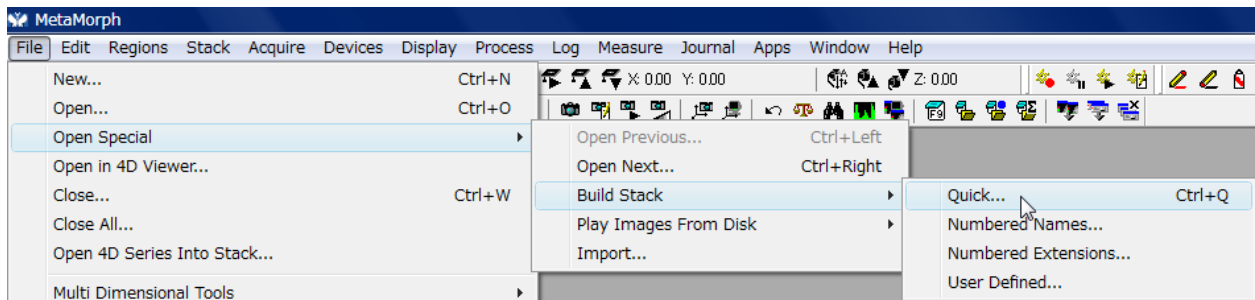 MetaMorph
File Edit Regions Stack Acquire Devices Display Process Log Measure Journal Apps Window Help
New... Ctrl+N
X: 0.00 Y: 0.00 Z: 0.00
Open... Ctrl+O
F9
Open Special
Open Previous... Ctrl+Left
Open in 4D Viewer...
Open Next... Ctrl+Right
Close... Ctrl+W
Build Stack
Quick... Ctrl+Q
Close All...
Play Images From Disk
Numbered Names...
Open 4D Series Into Stack...
Import...
Numbered Extensions...
Multi Dimensional Tools
User Defined...